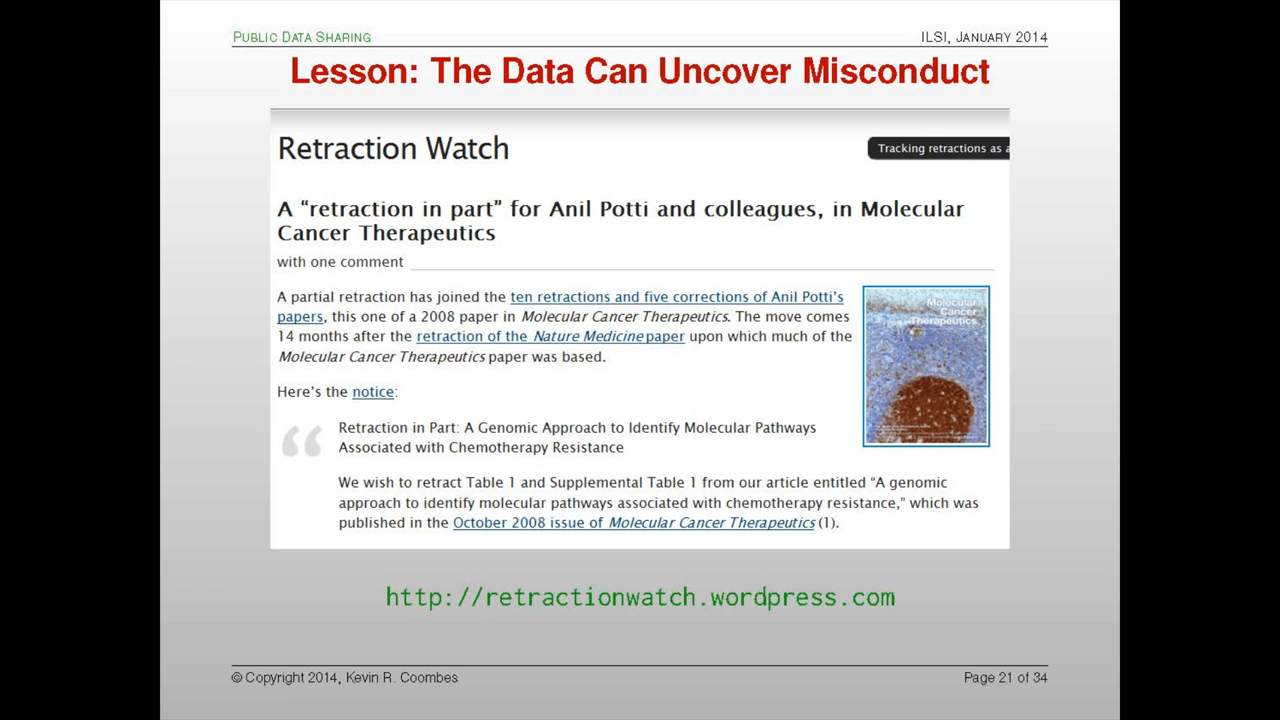 PUBLIC DATA SHARING
ILSI, JANUARY 2014
Lesson: The Data Can Uncover Misconduct
Retraction Watch
Tracking retractions as a
A “retraction in part” for Anil Potti and colleagues, in Molecular
Cancer Therapeutics
with one comment
A partial retraction has joined the ten retractions and five corrections of Anil Potti’s
papers, this one of a 2008 paper in Molecular Cancer Therapeutics. The move comes
14 months after the retraction of the Nature Medicine paper upon which much of the
Molecular Cancer Therapeutics paper was based.
Molecular
Cancer
Therapeutics
Here’s the notice:
“
Retraction in Part: A Genomic Approach to Identify Molecular Pathways
Associated with Chemotherapy Resistance
We wish to retract Table 1 and Supplemental Table 1 from our article entitled “A genomic
approach to identify molecular pathways associated with chemotherapy resistance,” which was
published in the October 2008 issue of Molecular Cancer Therapeutics (1).
http://retractionwatch.wordpress.com
© Copyright 2014, Kevin R. Coombes
Page 21 of 34